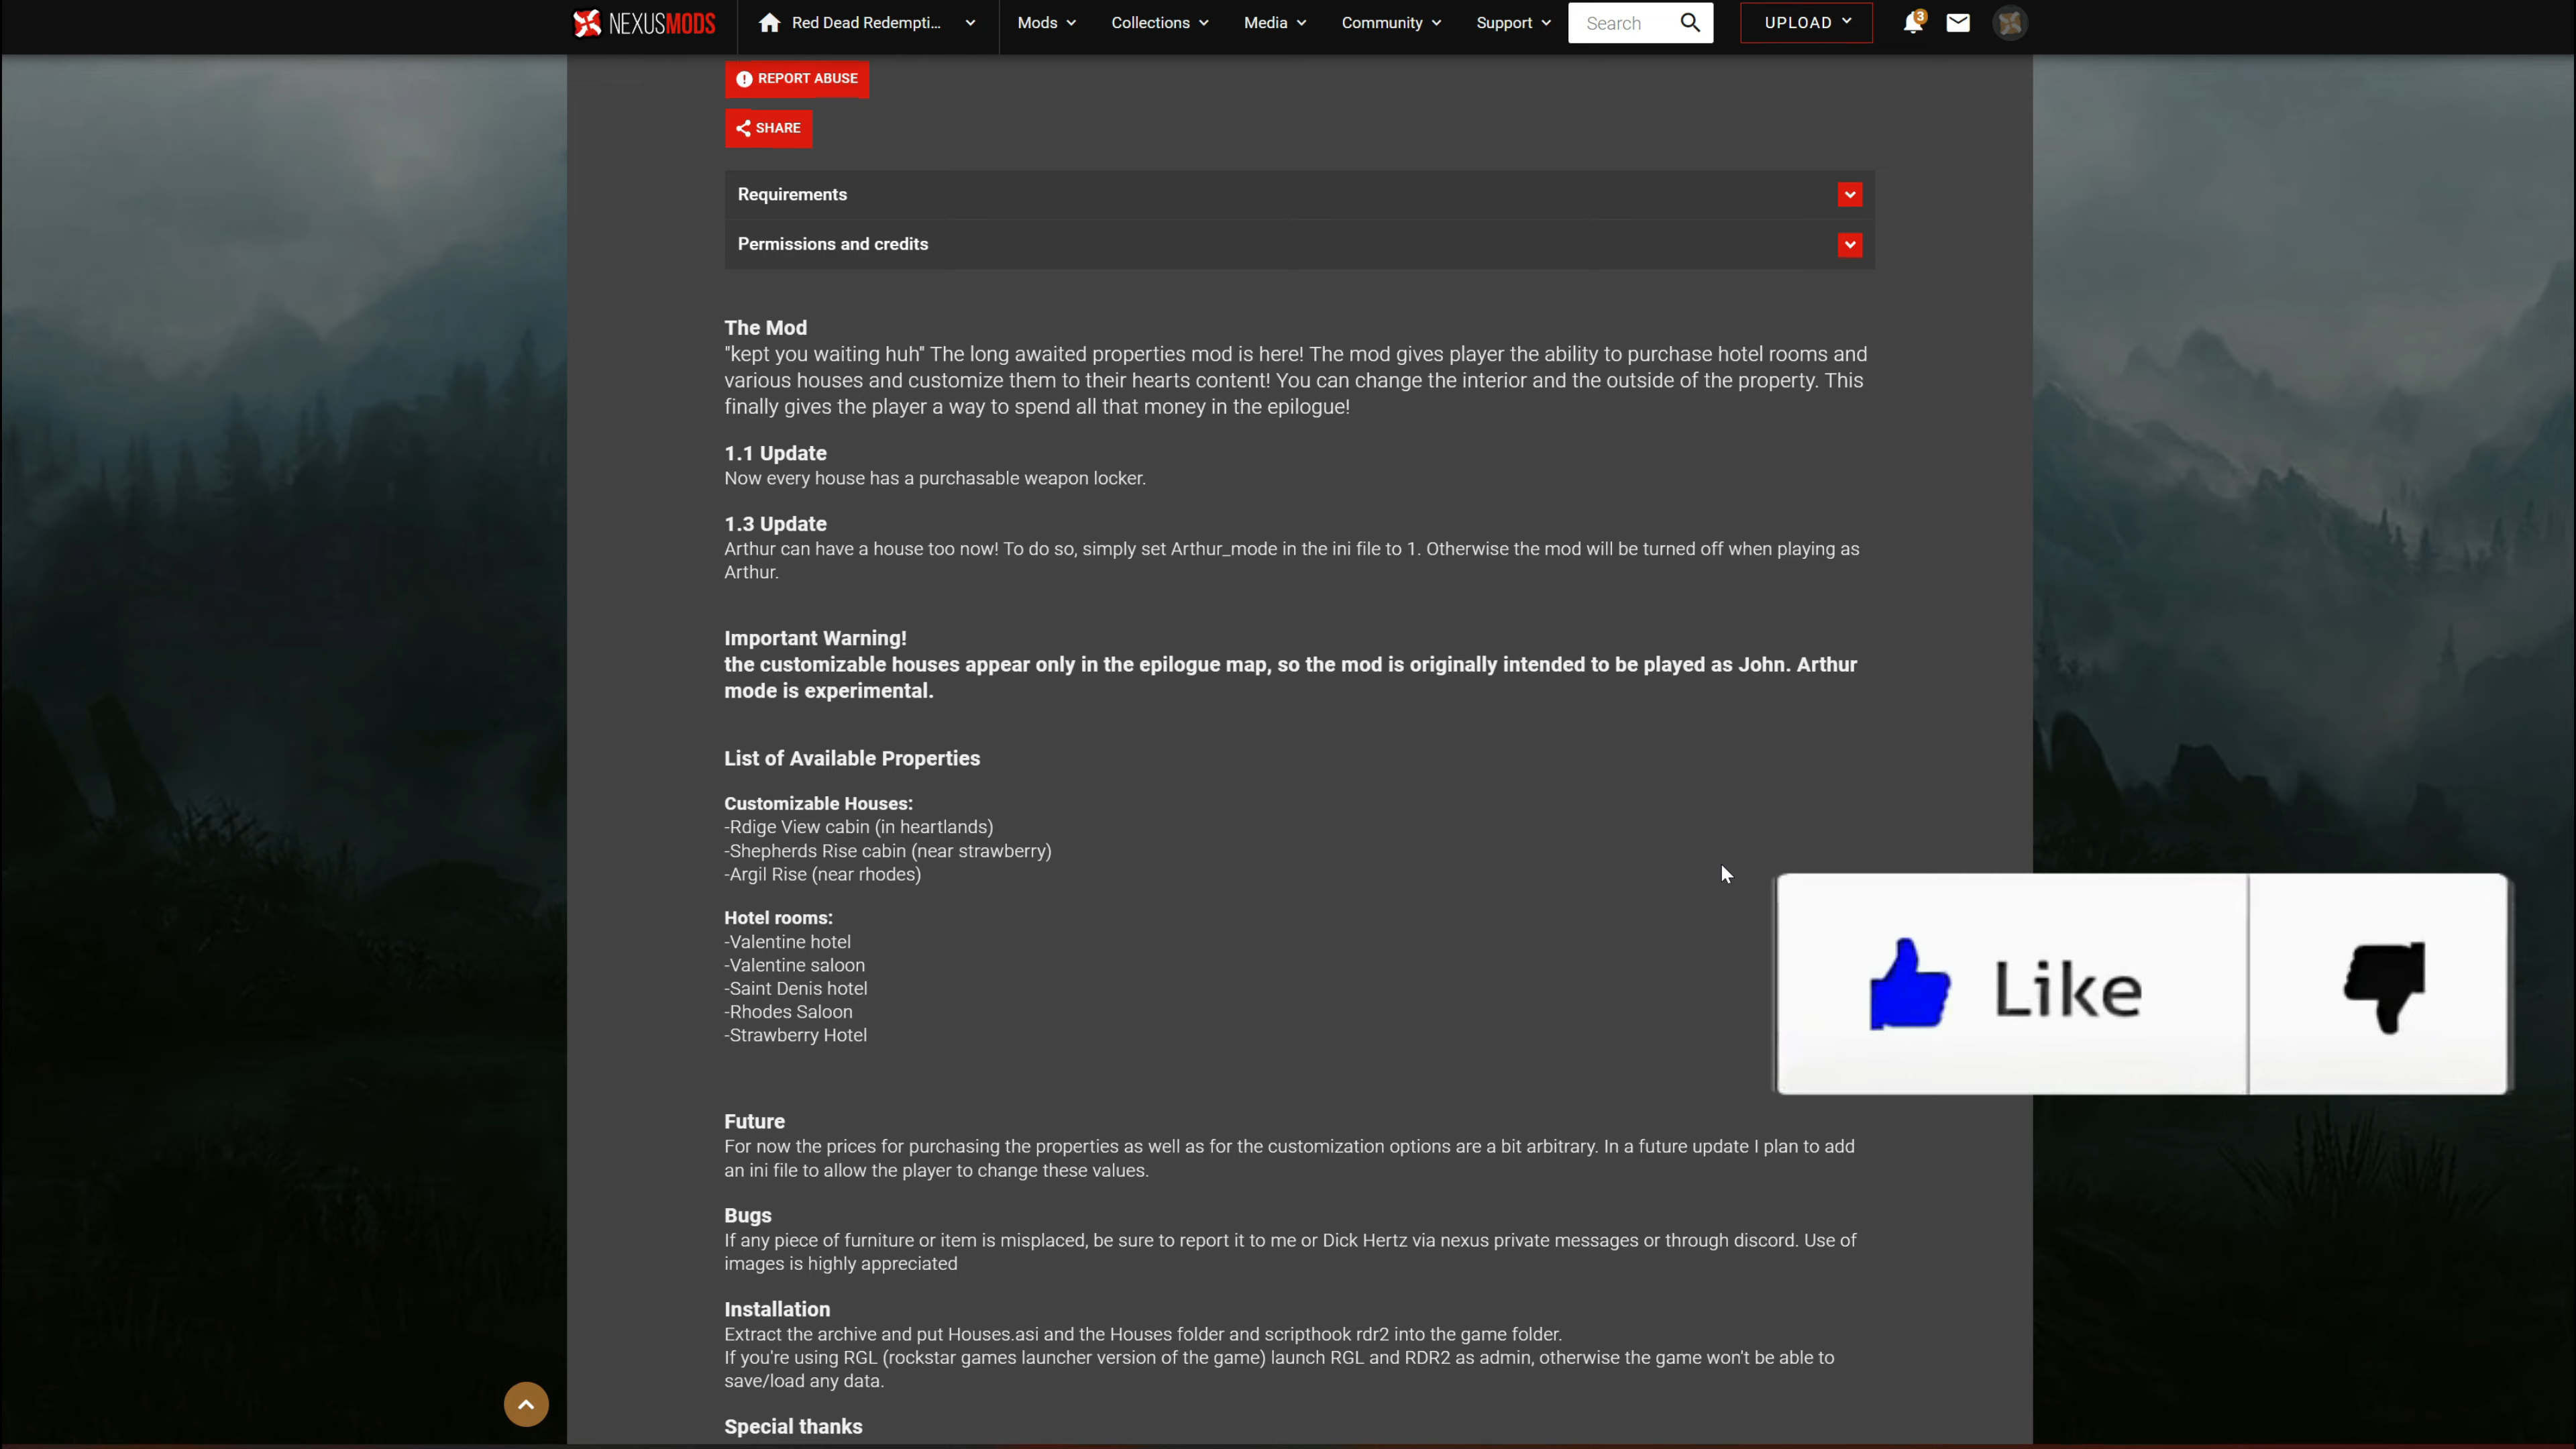 NEXUSMODS
Red Dead Redempti...
Mods
Collections
Media
Community
Support
Search
UPLOAD
3
REPORT ABUSE
SHARE
Requirements
Permissions and credits
The Mod
"kept you waiting huh" The long awaited properties mod is here! The mod gives player the ability to purchase hotel rooms and
various houses and customize them to their hearts content! You can change the interior and the outside of the property. This
finally gives the player a way to spend all that money in the epilogue!
1.1 Update
Now every house has a purchasable weapon locker.
1.3 Update
Arthur can have a house too now! To do so, simply set Arthur_mode in the ini file to 1. Otherwise the mod will be turned off when playing as
Arthur.
Important Warning!
the customizable houses appear only in the epilogue map, so the mod is originally intended to be played as John. Arthur
mode is experimental.
List of Available Properties
Customizable Houses:
-Rdige View cabin (in heartlands)
-Shepherds Rise cabin (near strawberry)
-Argil Rise (near rhodes)
Hotel rooms:
-Valentine hotel
-Valentine saloon
-Saint Denis hotel
-Rhodes Saloon
-Strawberry Hotel
Like
Future
For now the prices for purchasing the properties as well as for the customization options are a bit arbitrary. In a future update I plan to add
an ini file to allow the player to change these values.
Bugs
If any piece of furniture or item is misplaced, be sure to report it to me or Dick Hertz via nexus private messages or through discord. Use of
images is highly appreciated
Installation
Extract the archive and put Houses.asi and the Houses folder and scripthook rdr2 into the game folder.
If you're using RGL (rockstar games launcher version of the game) launch RGL and RDR2 as admin, otherwise the game won't be able to
save/load any data.
Special thanks